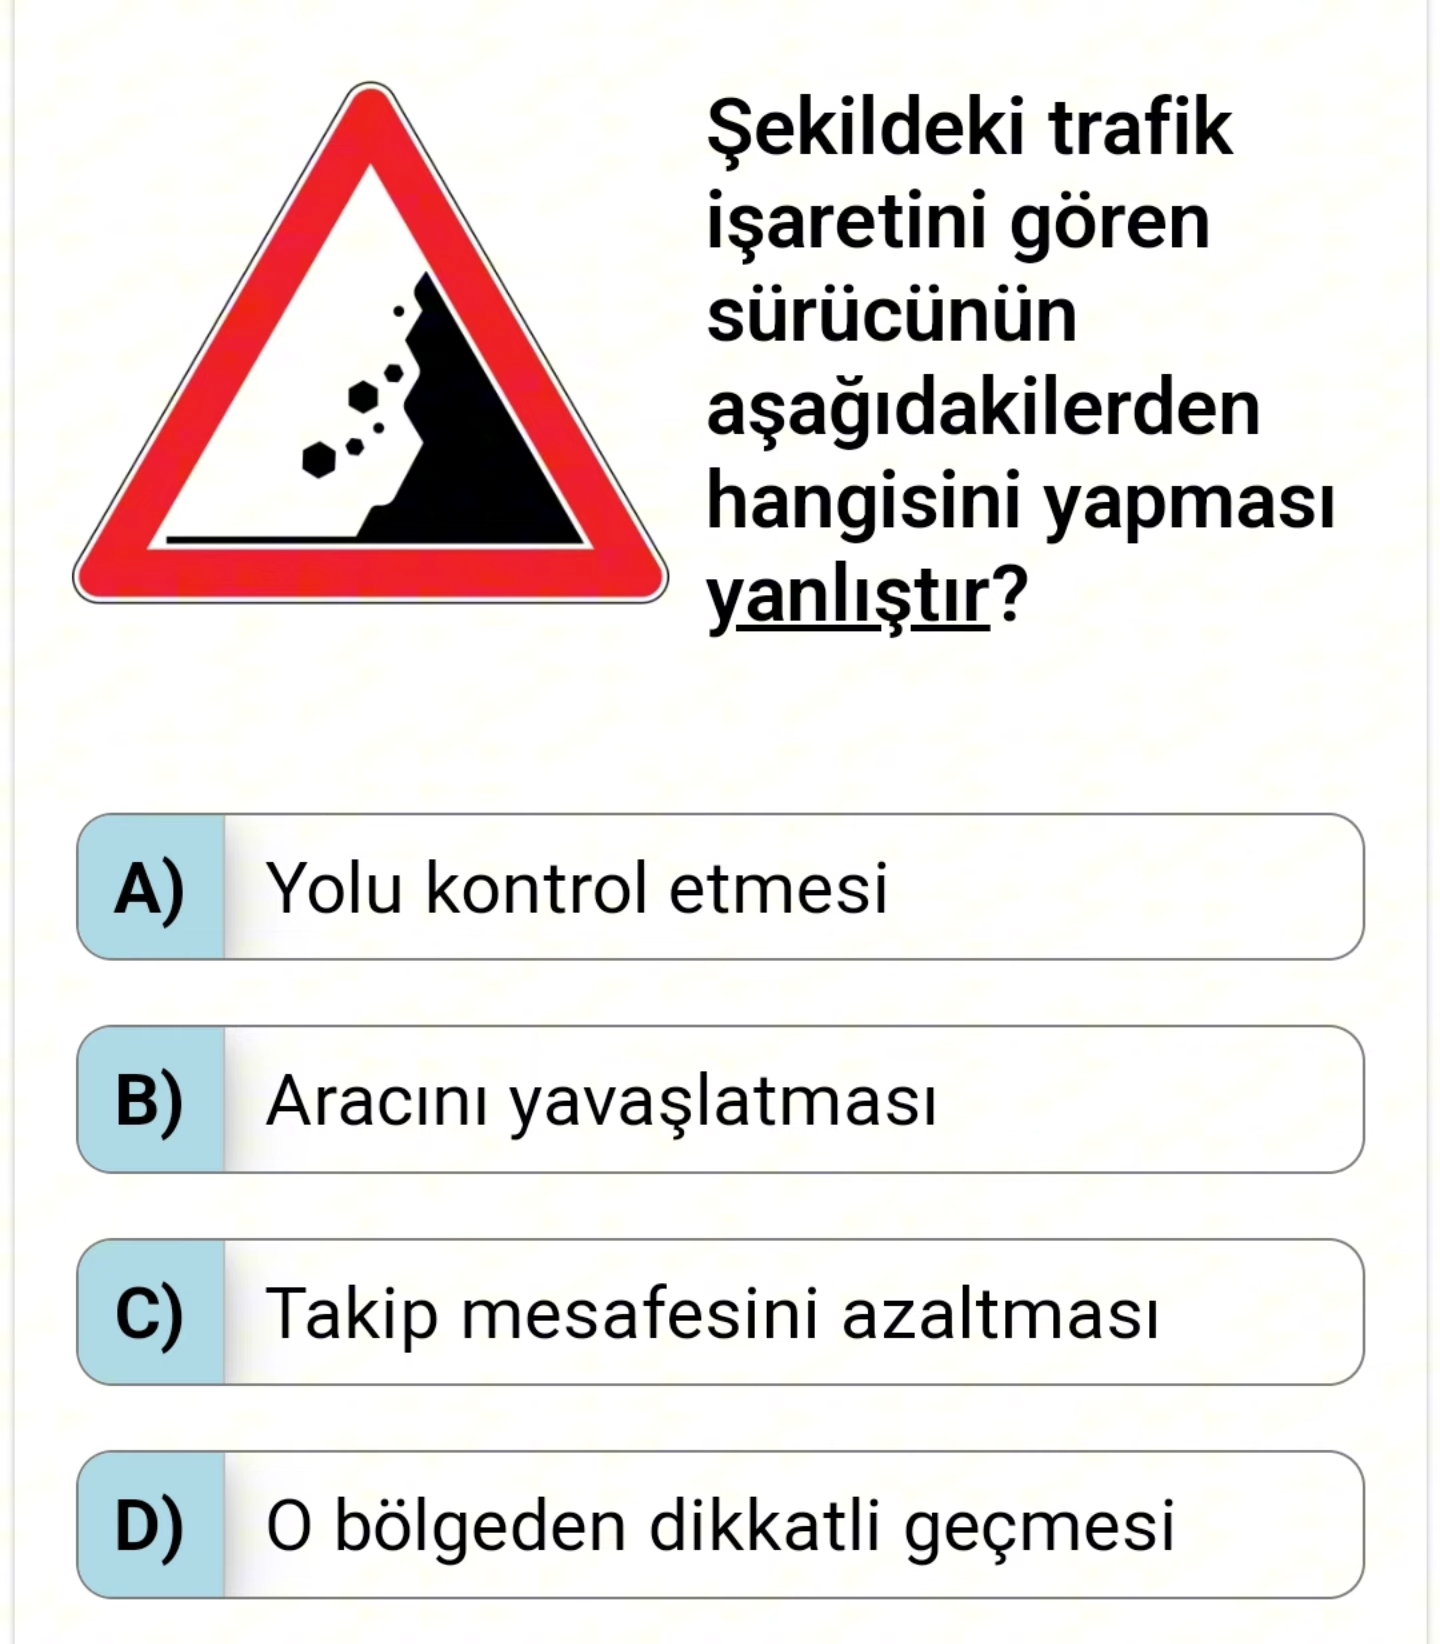 Şekildeki trafik
işaretini gören
sürücünün
aşağıdakilerden
hangisini yapması
yanlıştır?
A) Yolu kontrol etmesi
B) Aracını yavaşlatması
C) Takip mesafesini azaltması
D) O bölgeden dikkatli geçmesi